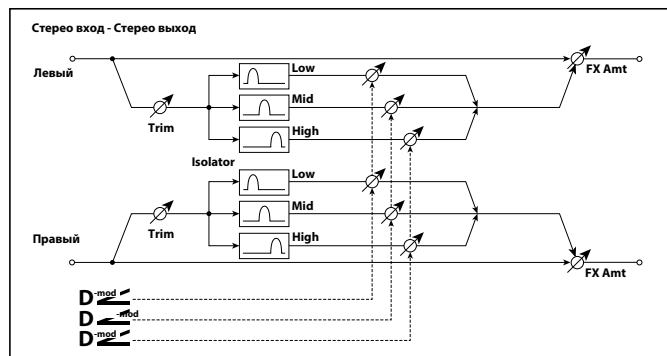 Стерео вход - Стерео выход
Левый
Low
FX Amt
Mid
Trim
High
Isolator
Low
Mid
Trim
High
Правый
FX Amt
D-mod
D-mod
D-mod